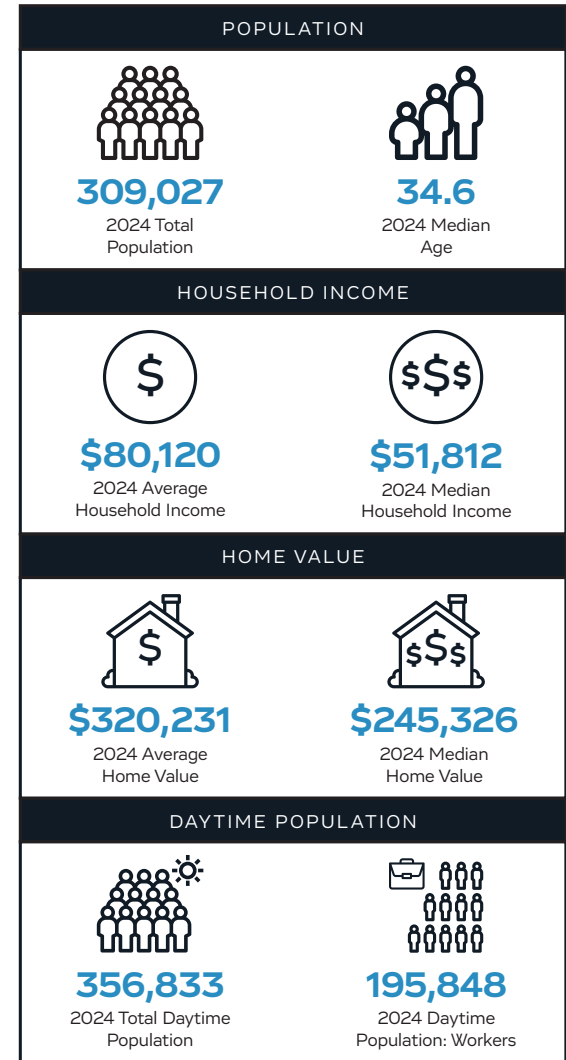 POPULATION
309,027
2024 Total
Population
34.6
2024 Median
Age
HOUSEHOLD INCOME
$
$80,120
2024 Average
Household Income
$$$
$51,812
2024 Median
Household Income
HOME VALUE
$
$320,231
2024 Average
Home Value
$$$
$245,326
2024 Median
Home Value
DAYTIME POPULATION
356,833
2024 Total Daytime
Population
195,848
2024 Daytime
Population: Workers